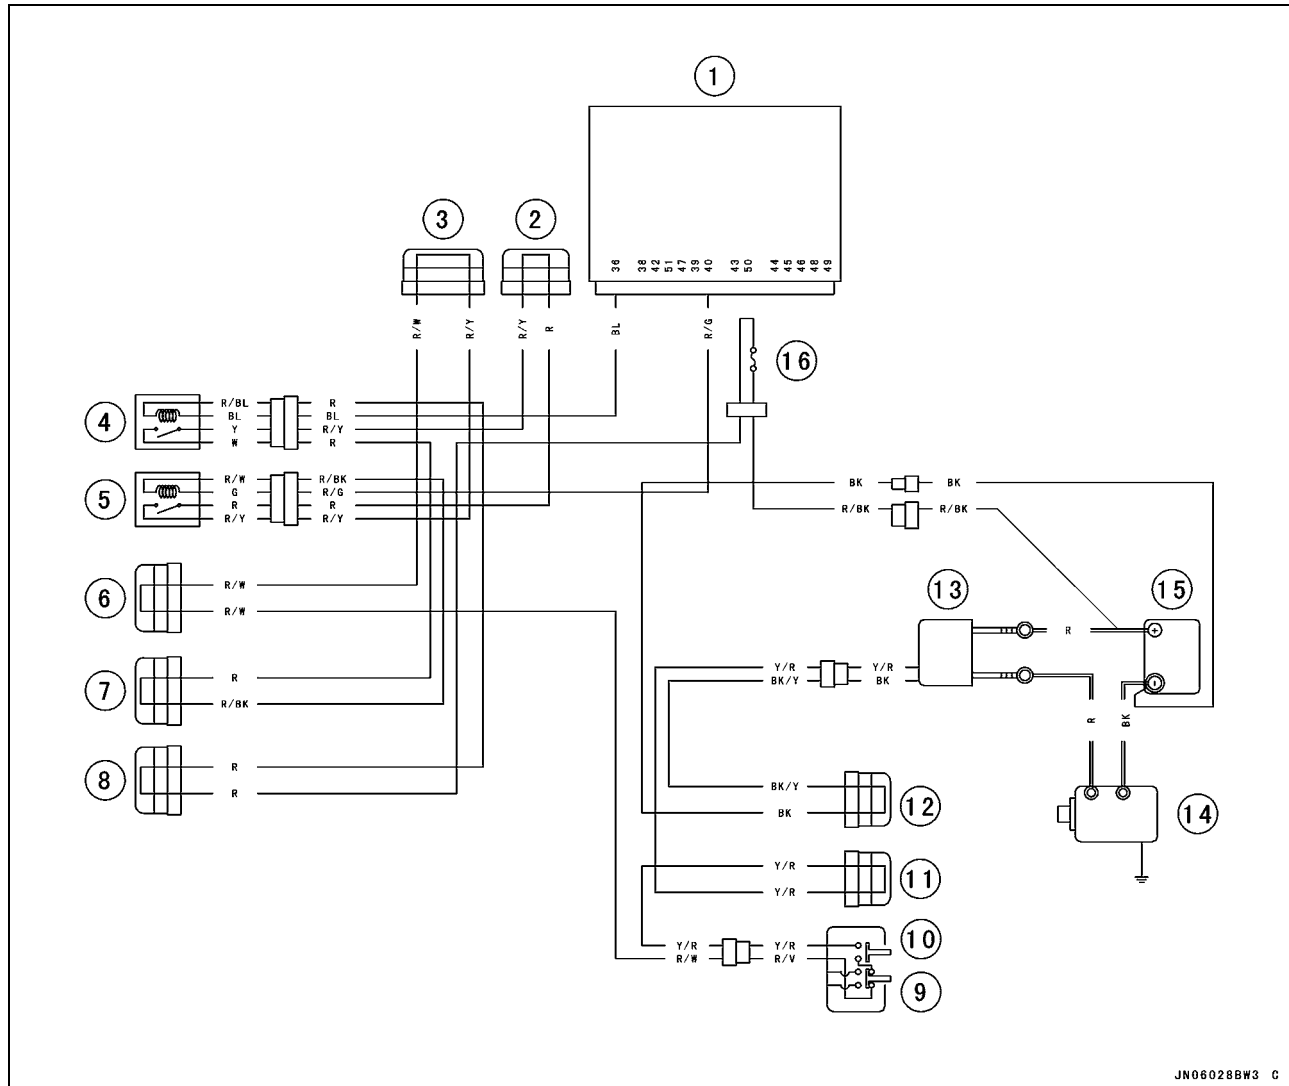 1
3
2
36
38
42
51
47
39
40
43
50
44
45
46
48
49
R/W
R/Y
R/Y
R
BL
R/G
16
4
R/BL
R
BL
BL
Y
R/Y
W
R
5
R/W
R/BK
G
R/G
R
R
R/Y
R/Y
BK
BK
R/BK
R/BK
6
R/W
R/W
13
15
R
+
-
7
R
R/BK
Y/R
Y/R
BK/Y
BK
R
BK
8
R
R
BK/Y
BK
12
14
Y/R
Y/R
11
Y/R
Y/R
R/W
R/V
10
9
JN06028BW3 C